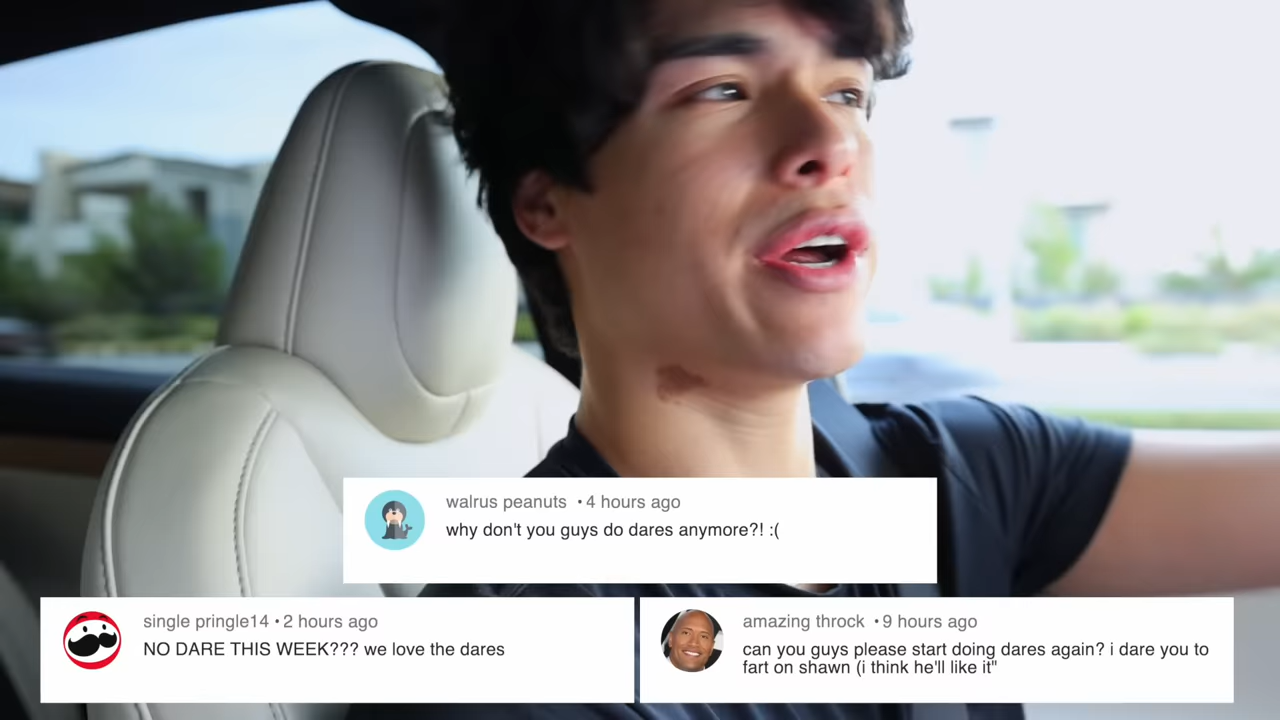 walrus peanuts • 4 hours ago
why don't you guys do dares anymore?! :(
single pringle14 • 2 hours ago
NO DARE THIS WEEK??? we love the dares
amazing throck • 9 hours ago
can you guys please start doing dares again? i dare you to
fart on shawn (i think he'll like it"